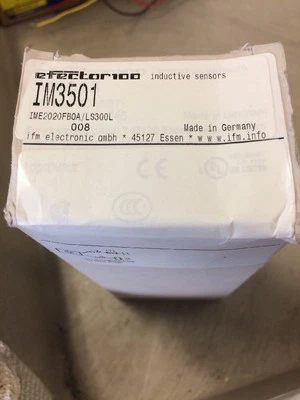 efector100 inductive sensors
IM3501
IME2020FBOA/LS300L
008 Made in Germany
ifm electronic gmbh * 45127 Essen * www.ifm.info